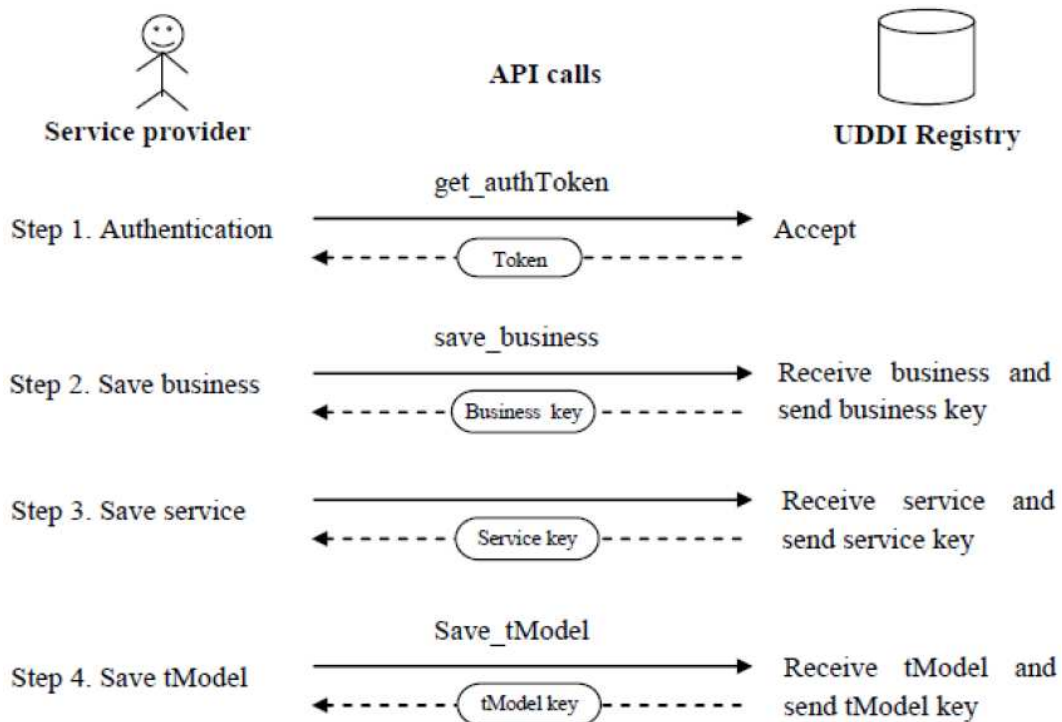 API calls
Service provider
UDDI Registry
get_authToken
Step 1. Authentication
Accept
Token
save_business
Step 2. Save business
Receive business and
send business key
Business key
Step 3. Save service
Receive service and
send service key
Service key
Save_tModel
Step 4. Save tModel
Receive tModel and
send tModel key
tModel key